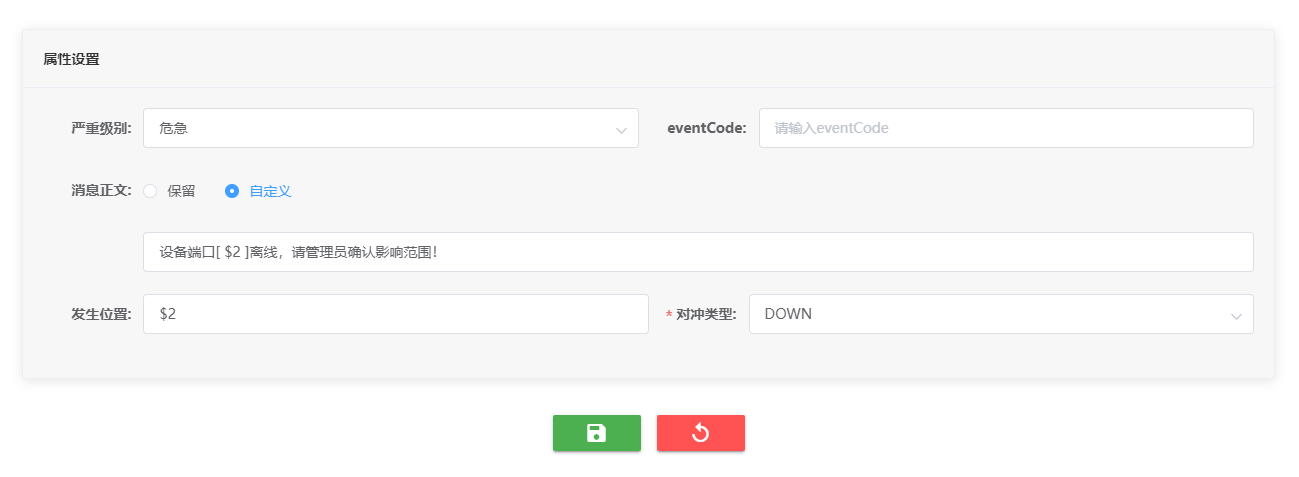 属性设置
严重级别: 危急 eventCode: 请输入eventCode
消息正文: 保留 自定义
设备端口[ $2 ]离线，请管理员确认影响范围!
发生位置: $2 * 对冲类型: DOWN